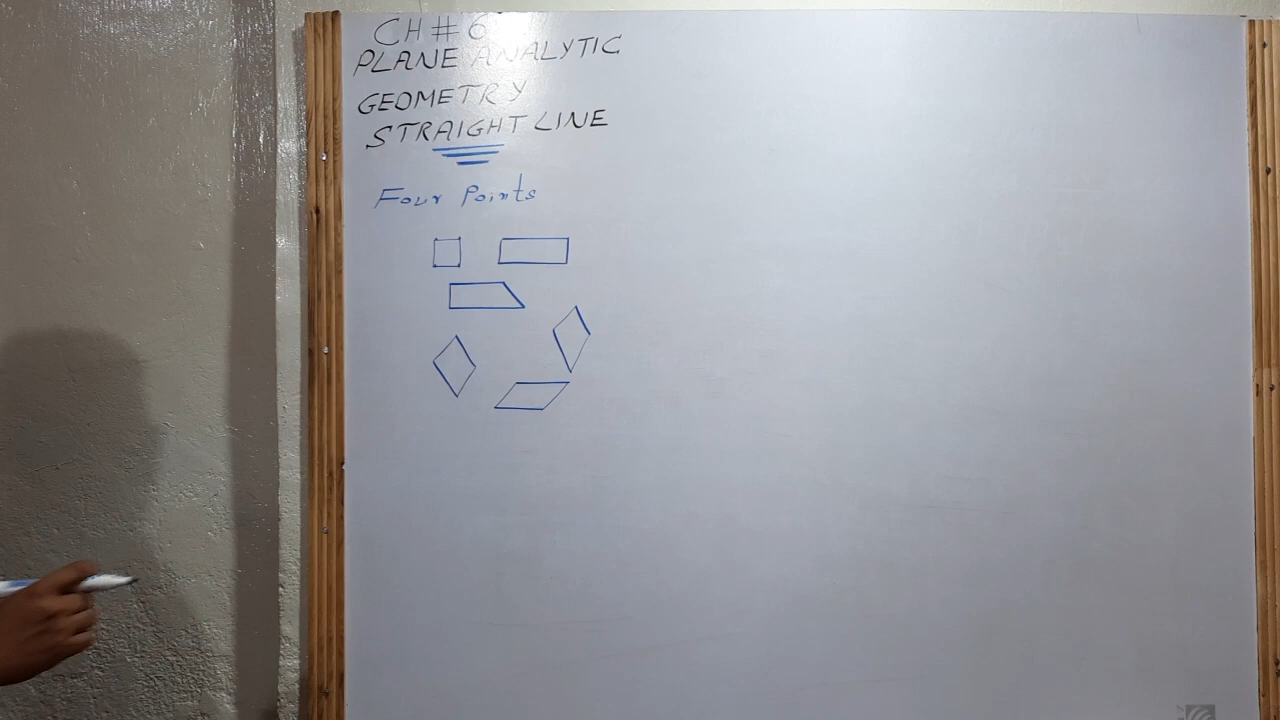 CH # 6
PLANE ANALYTIC
GEOMETRY
STRAIGHT LINE
Four Points